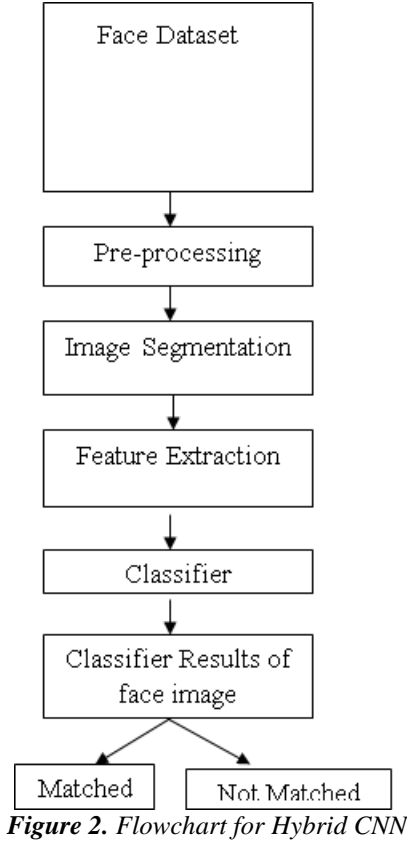 Face Dataset
Pre-processing
Image Segmentation
Feature Extraction
Classifier
Classifier Results of
face image
Matched
Not Matched
Figure 2. Flowchart for Hybrid CNN